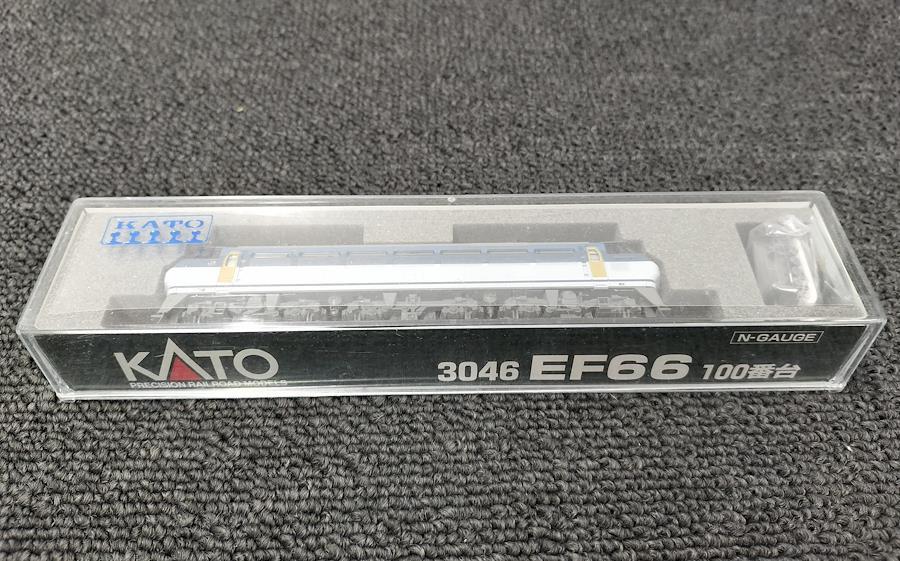 KATO
N-GAUGE
KATO
PRECISION RAILROAD MODELS
3046 EF66 100番台